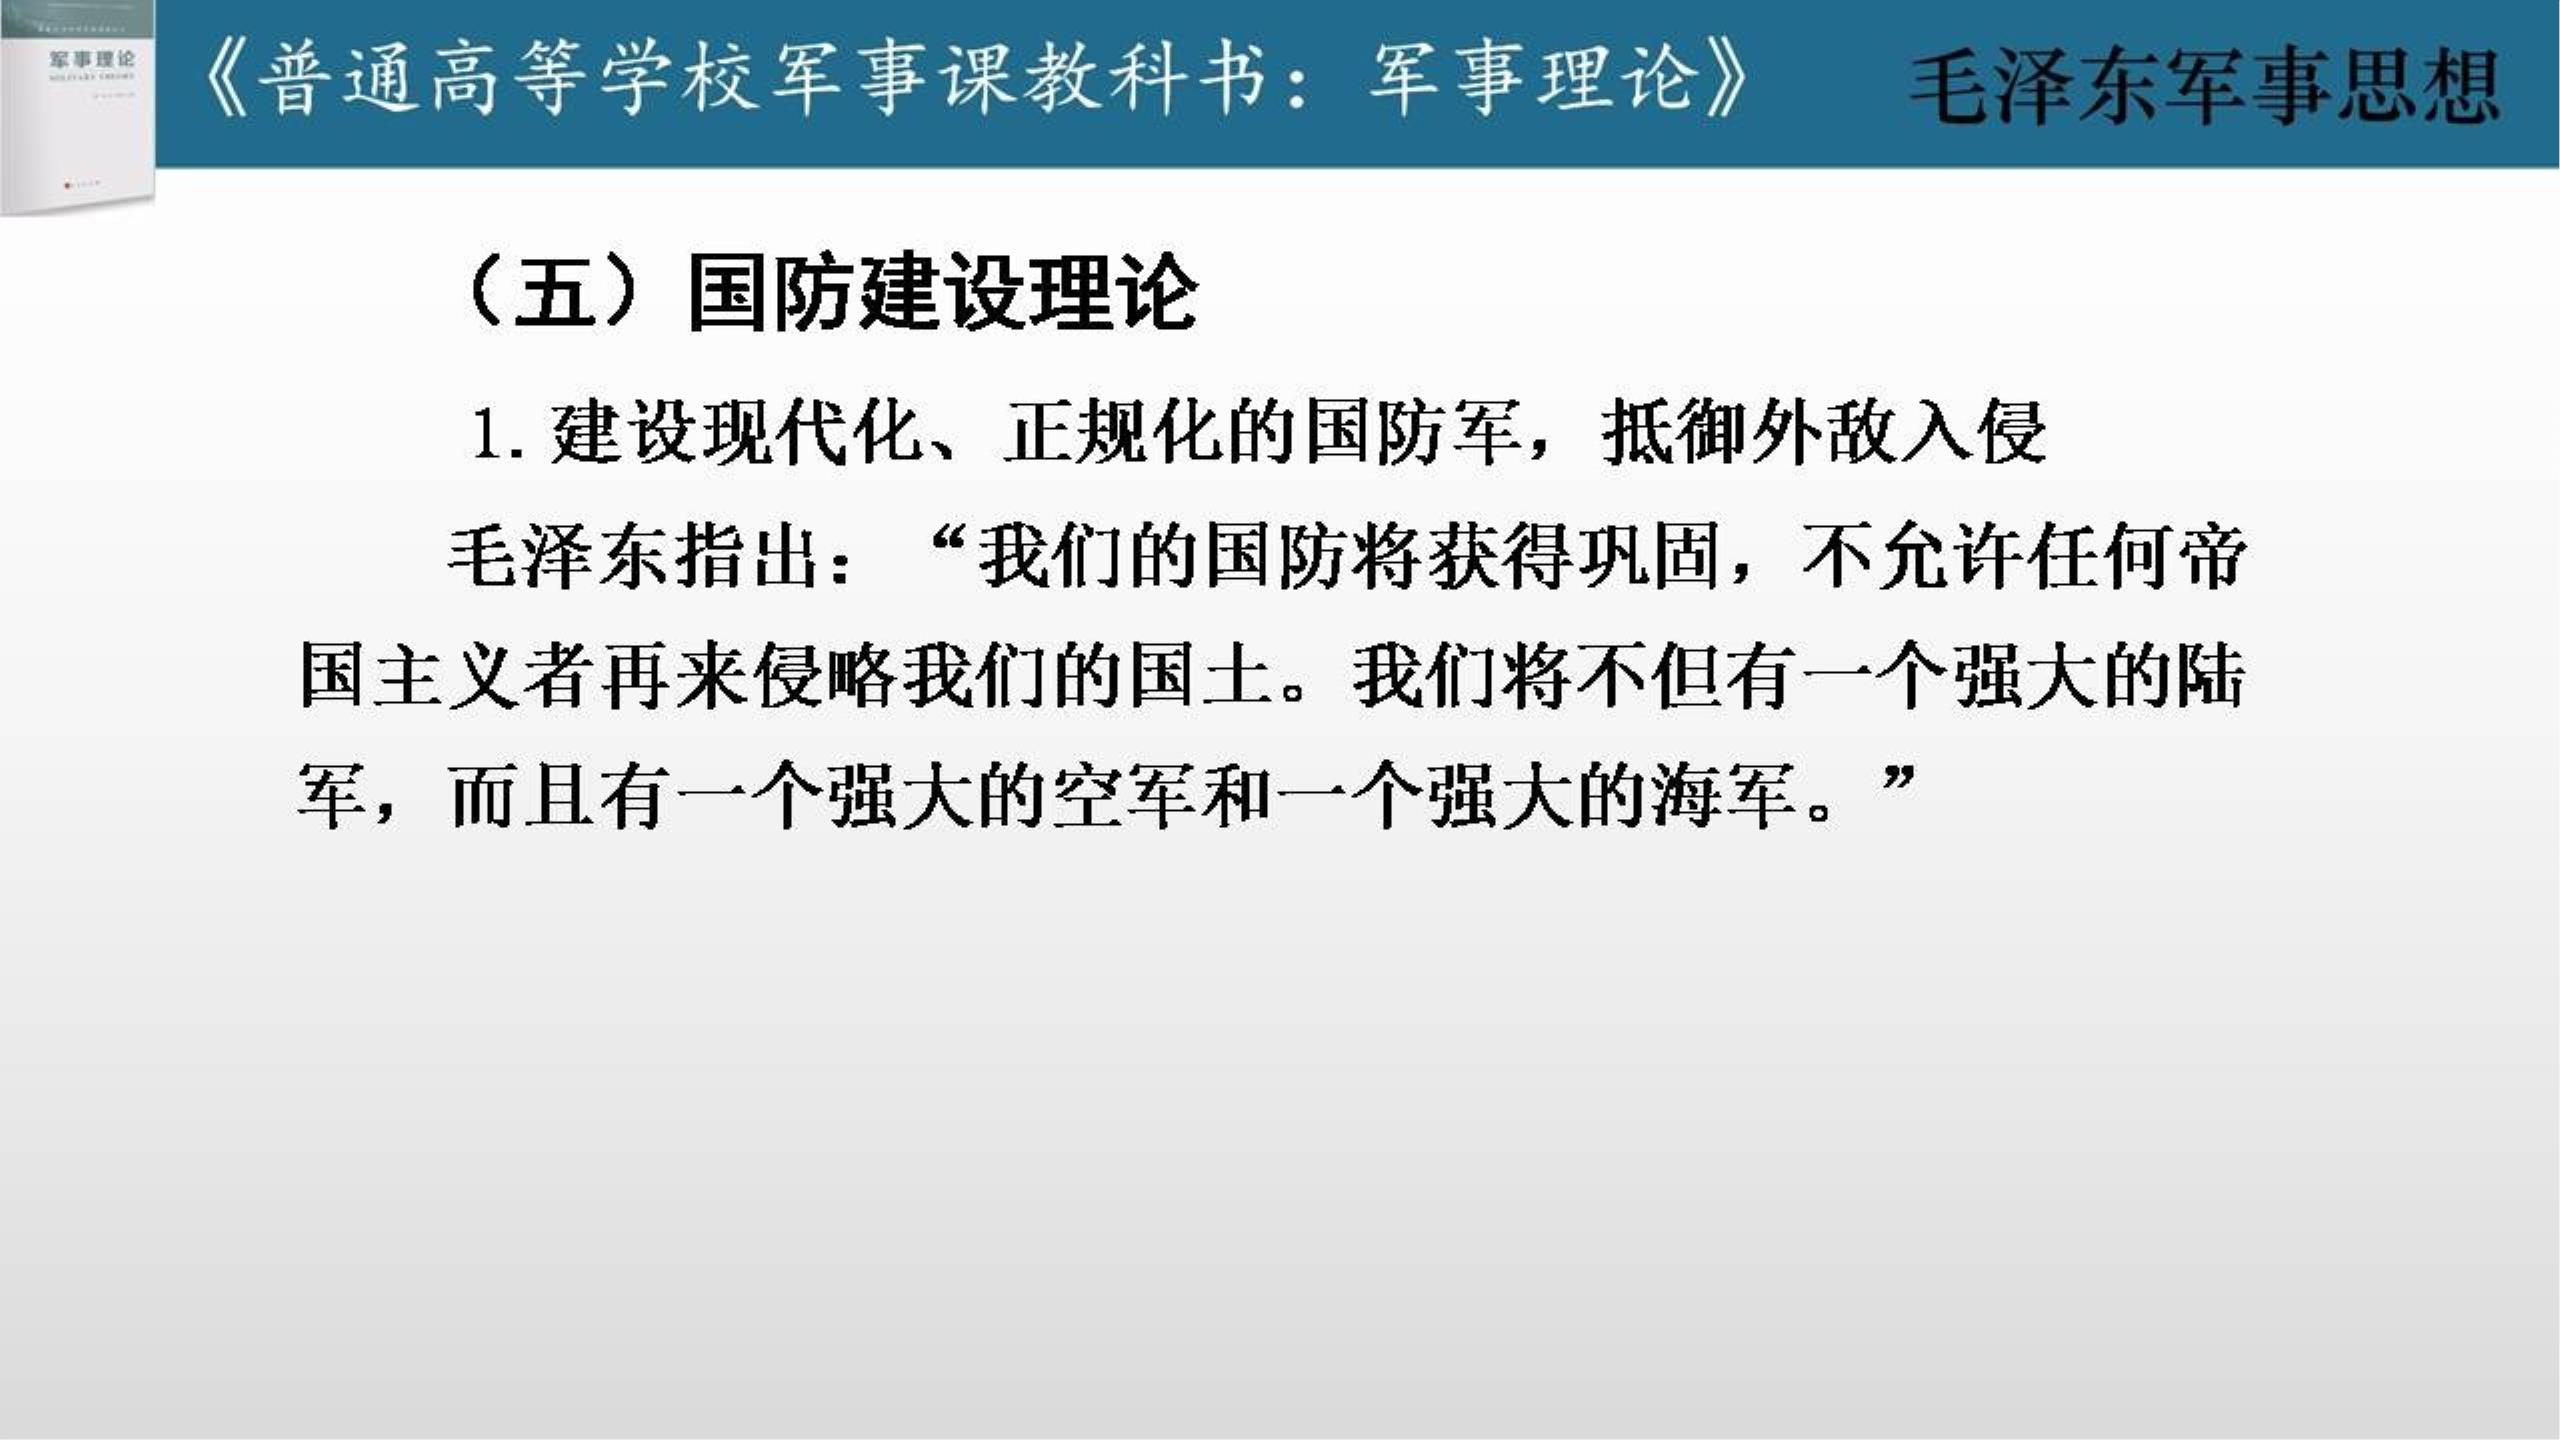 军事理论
MILITARY THEORY
《普通高等学校军事课教科书：军事理论》
毛泽东军事思想
（五）国防建设理论
1.建设现代化、正规化的国防军，抵御外敌入侵
毛泽东指出：“我们的国防将获得巩固，不允许任何帝
国主义者再来侵略我们的国土。我们将不但有一个强大的陆
军，而且有一个强大的空军和一个强大的海军。”